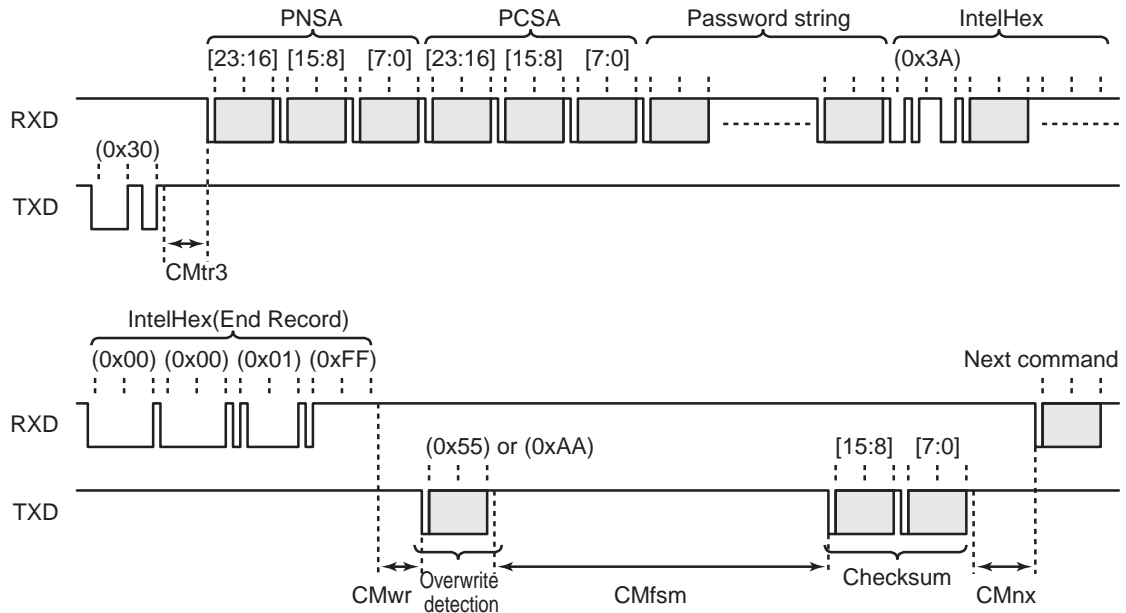 PNSA PCSA Password string IntelHex
[23:16] [15:8] [7:0] [23:16] [15:8] [7:0] (0x3A)
RXD
(0x30)
TXD
CMtr3
IntelHex(End Record)
(0x00) (0x00) (0x01) (0xFF) Next command
RXD
(0x55) or (0xAA) [15:8] [7:0]
TXD
CMwr Overwrite detection CMfsm Checksum CMnx